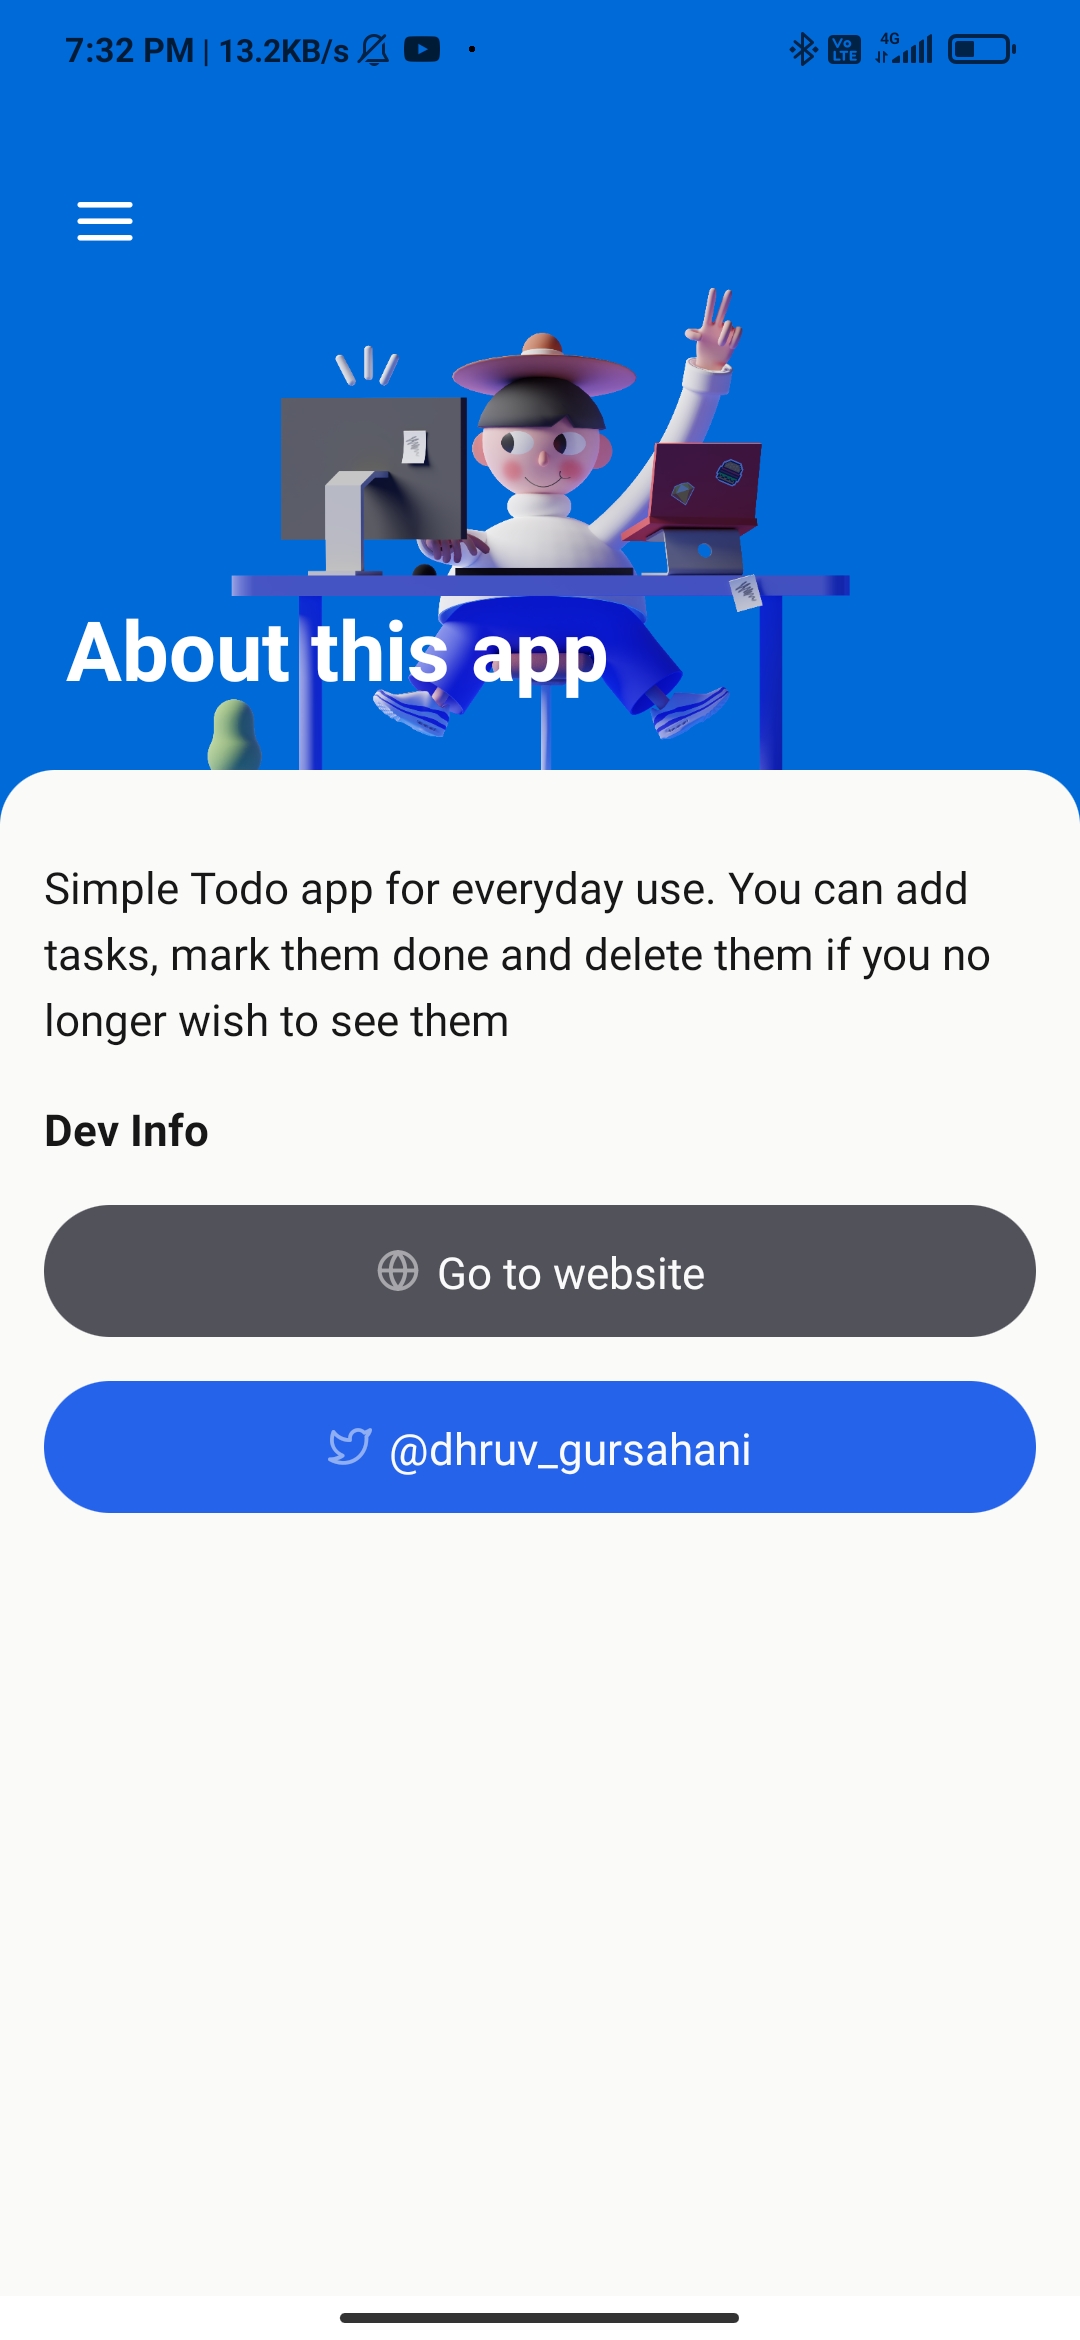 7:32 PM | 13.2KB/s
Vo LTE 4G
About this app
Simple Todo app for everyday use. You can add
tasks, mark them done and delete them if you no
longer wish to see them
Dev Info
Go to website
@dhruv_gursahani